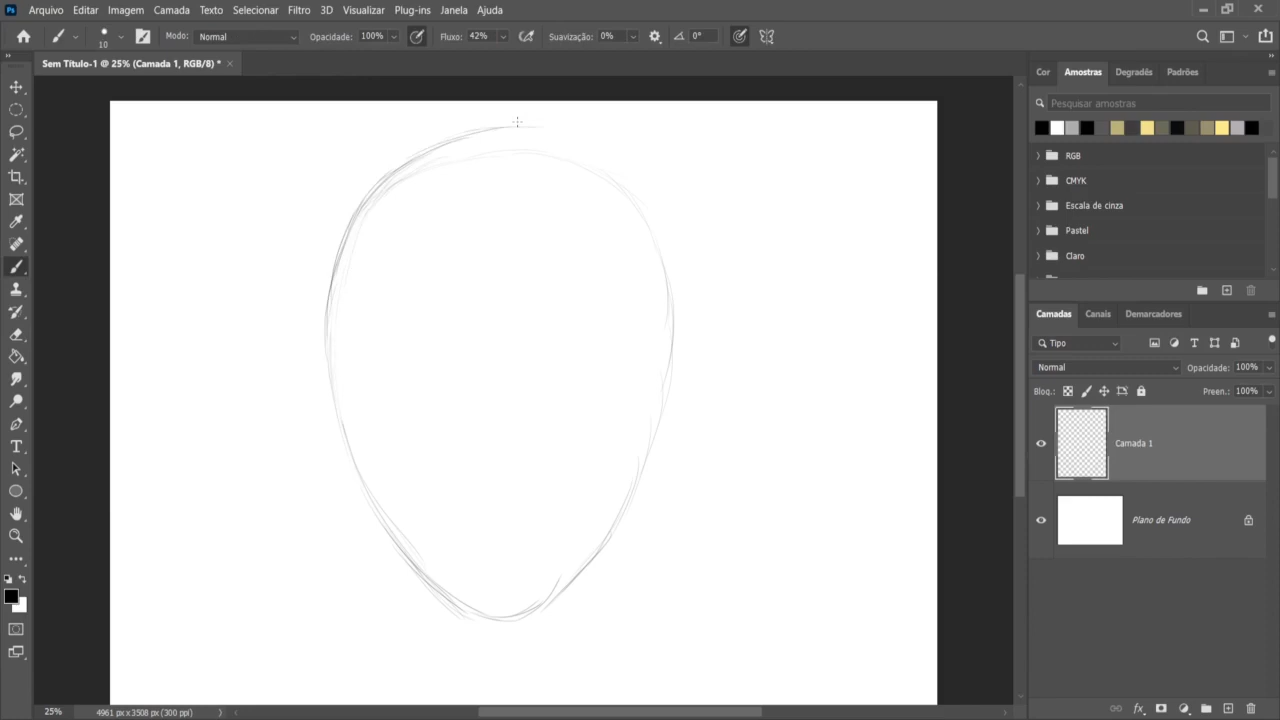 Ps Arquivo Editar Imagem Camada Texto Selecionar Filtro 3D Visualizar Plug-ins Janela Ajuda
10 Modo: Normal Opacidade: 100% Fluxo: 42% Suavização: 0% 0°
Sem Título-1 @ 25% (Camada 1, RGB/8) *
Cor Amostras Degradês Padrões
Pesquisar amostras
RGB
CMYK
Escala de cinza
Pastel
Claro
Camadas Canais Demarcadores
Tipo
Normal Opacidade: 100%
Bloq.: Preen.: 100%
Camada 1
Plano de Fundo
25% 4961 px x 3508 px (300 ppi)